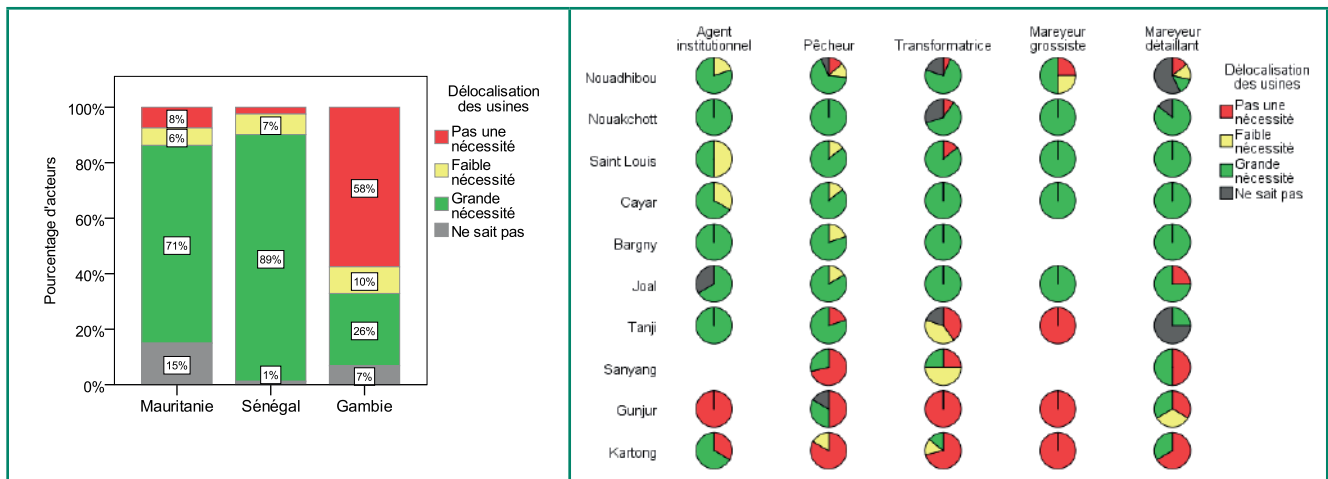 Pourcentage d'acteurs
100%
80%
60%
40%
20%
0%
8%
6%
71%
15%
7%
89%
1%
58%
10%
26%
7%
Mauritanie
Sénégal
Gambie
Délocalisation
des usines
Pas une
nécessité
Faible
nécessité
Grande
nécessité
Ne sait pas
Agent
institutionnel
Pêcheur
Transformatrice
Mareyeur
grossiste
Mareyeur
détaillant
Nouadhibou
Nouakchott
Saint Louis
Cayar
Bargny
Joal
Tanji
Sanyang
Gunjur
Kartong
Délocalisation
des usines
Pas une
nécessité
Faible
nécessité
Grande
nécessité
Ne sait pas